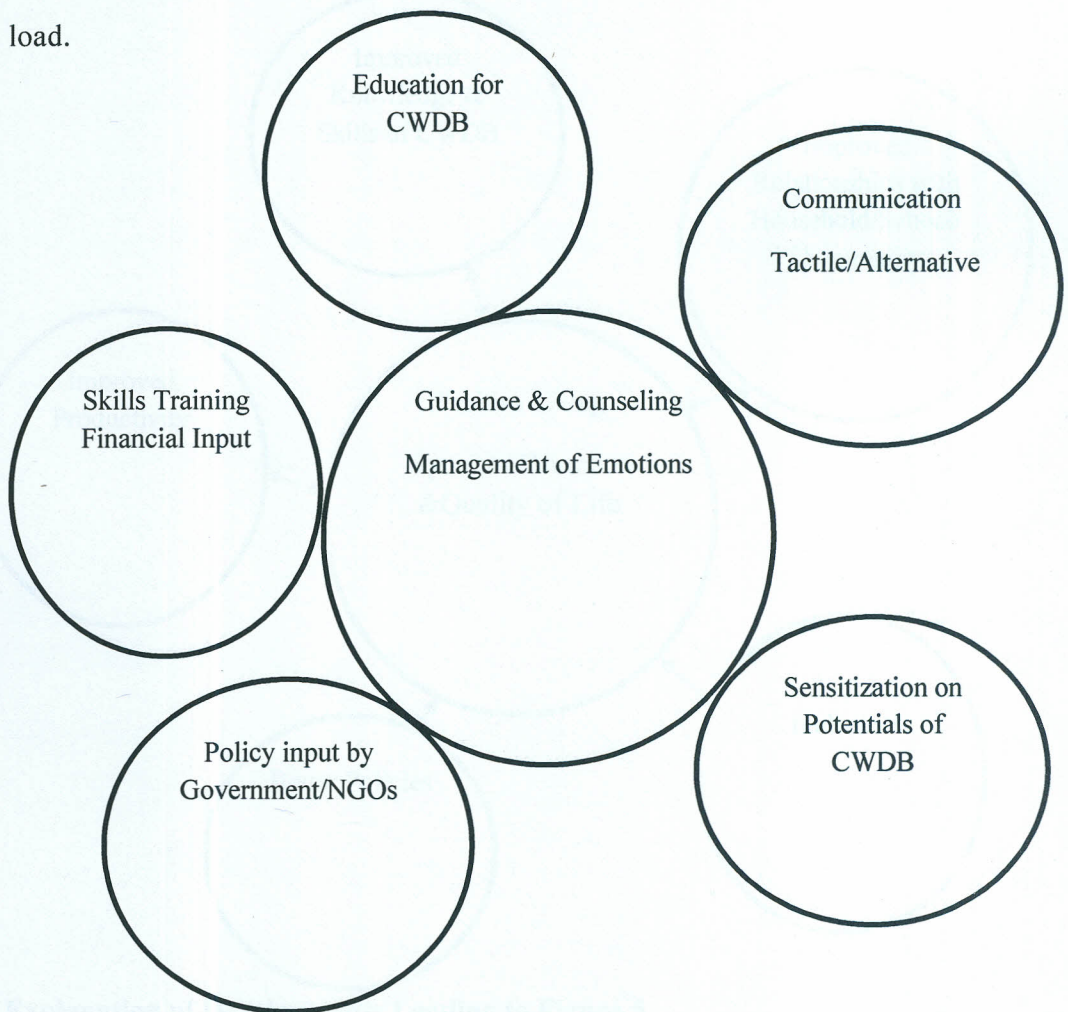 load.
Education for
CWDB
Communication
Tactile/Alternative
Skills Training
Financial Input
Guidance & Counseling
Management of Emotions
Policy input by
Government/NGOs
Sensitization on
Potentials of
CWDB